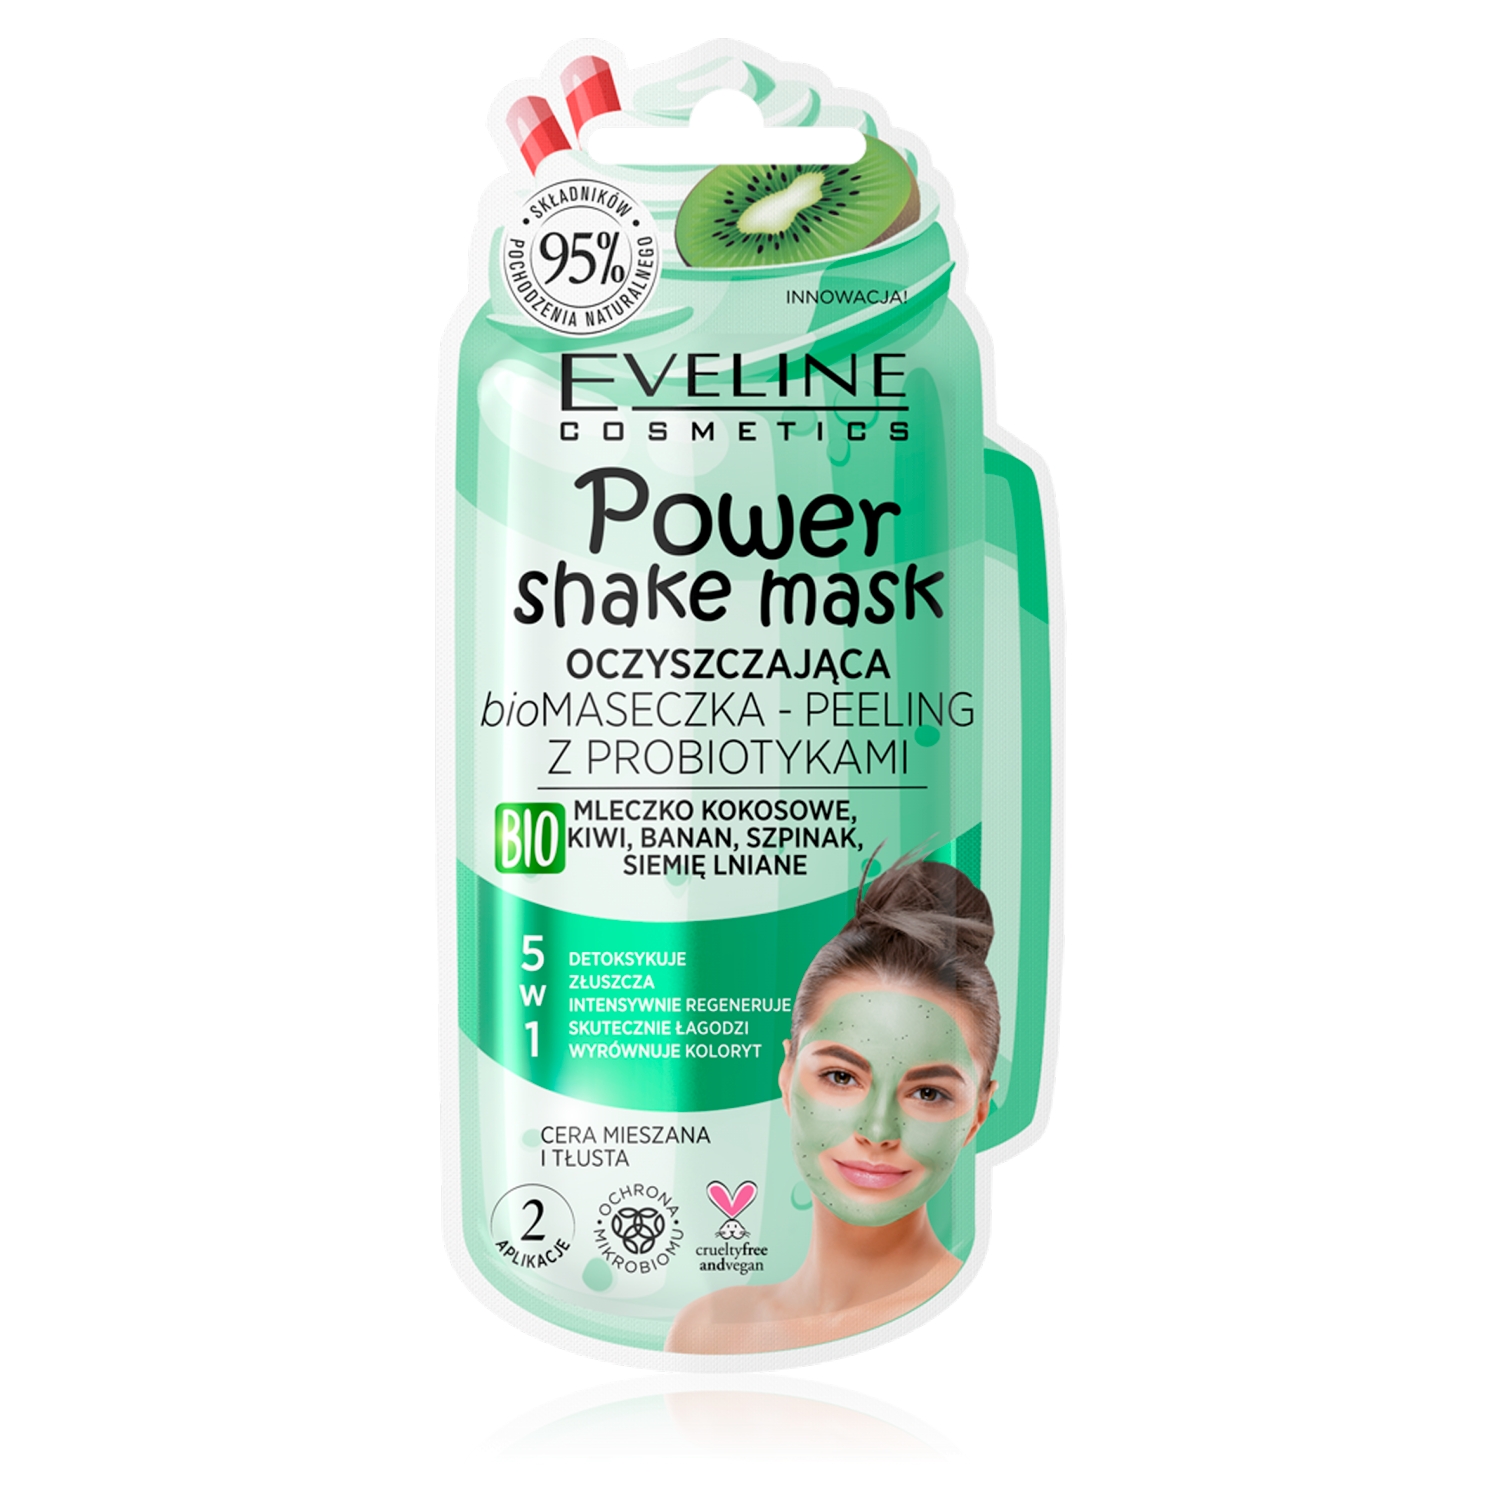 SKŁADNIKÓW
95%
POCHODZENIA NATURALNEGO
INNOWACJA!
EVELINE
COSMETICS
Power
shake mask
OCZYSZCZAJĄCA
bioMASECZKA - PEELING
Z PROBIOTYKAMI
BIO
MLECZKO KOKOSOWE,
KIWI, BANAN, SZPINAK,
SIEMIĘ LNIANE
5
w
1
DETOKSYKUJE
ZŁUSZCZA
INTENSYWNIE REGENERUJE
SKUTECZNIE ŁAGODZI
WYRÓWNUJE KOLORYT
CERA MIESZANA
I TŁUSTA
2
APLIKACJE
OCHRONA
MIKROBIOMU
crueltyfree
andvegan